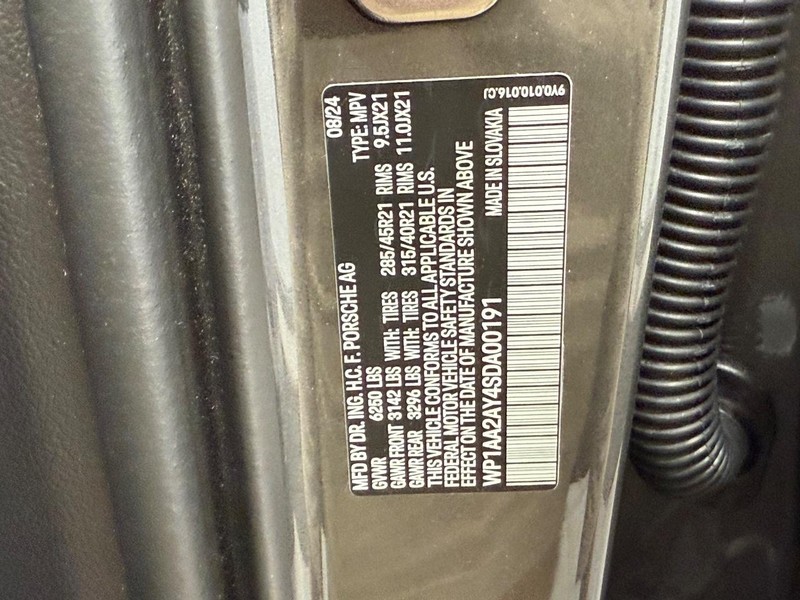 MFD BY DR. ING. H.C. F. PORSCHE AG 08/24
GVWR 6250 LBS TYPE: MPV
GAWR FRONT 3142 LBS WITH: TIRES 285/45R21 RIMS 9.5JX21
GAWR REAR 3296 LBS WITH: TIRES 315/40R21 RIMS 11.0JX21
THIS VEHICLE CONFORMS TO ALL APPLICABLE U.S.
FEDERAL MOTOR VEHICLE SAFETY STANDARDS IN
EFFECT ON THE DATE OF MANUFACTURE SHOWN ABOVE
WP1AA2AY4SDA00191 MADE IN SLOVAKIA
9Y0.010.016.CJ